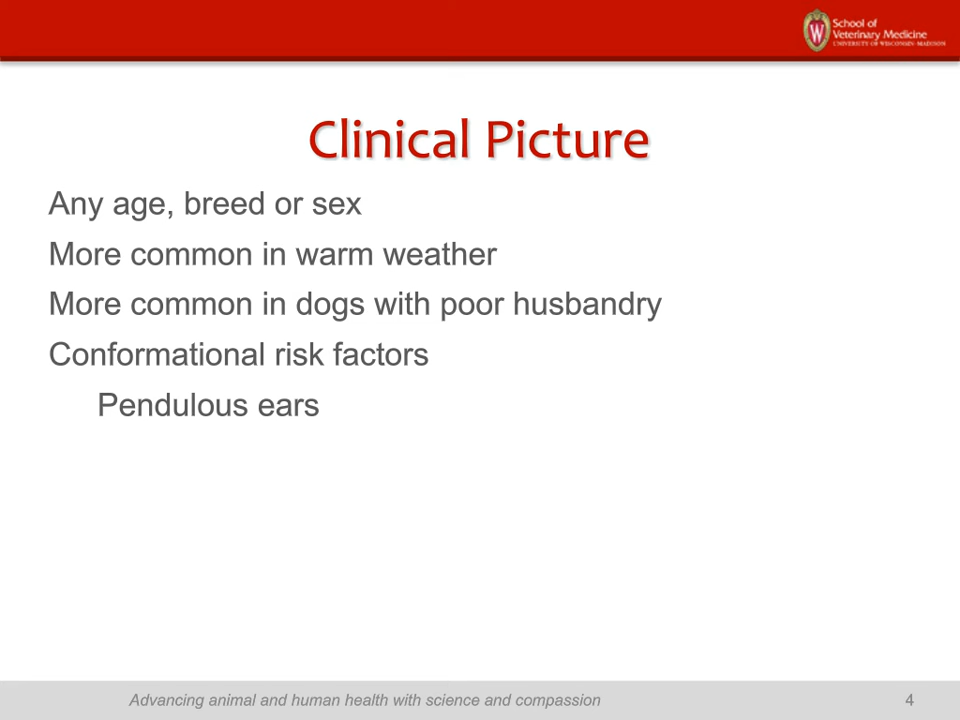 School of
Veterinary Medicine
UNIVERSITY OF WISCONSIN-MADISON
Clinical Picture
Any age, breed or sex
More common in warm weather
More common in dogs with poor husbandry
Conformational risk factors
Pendulous ears
Advancing animal and human health with science and compassion
4